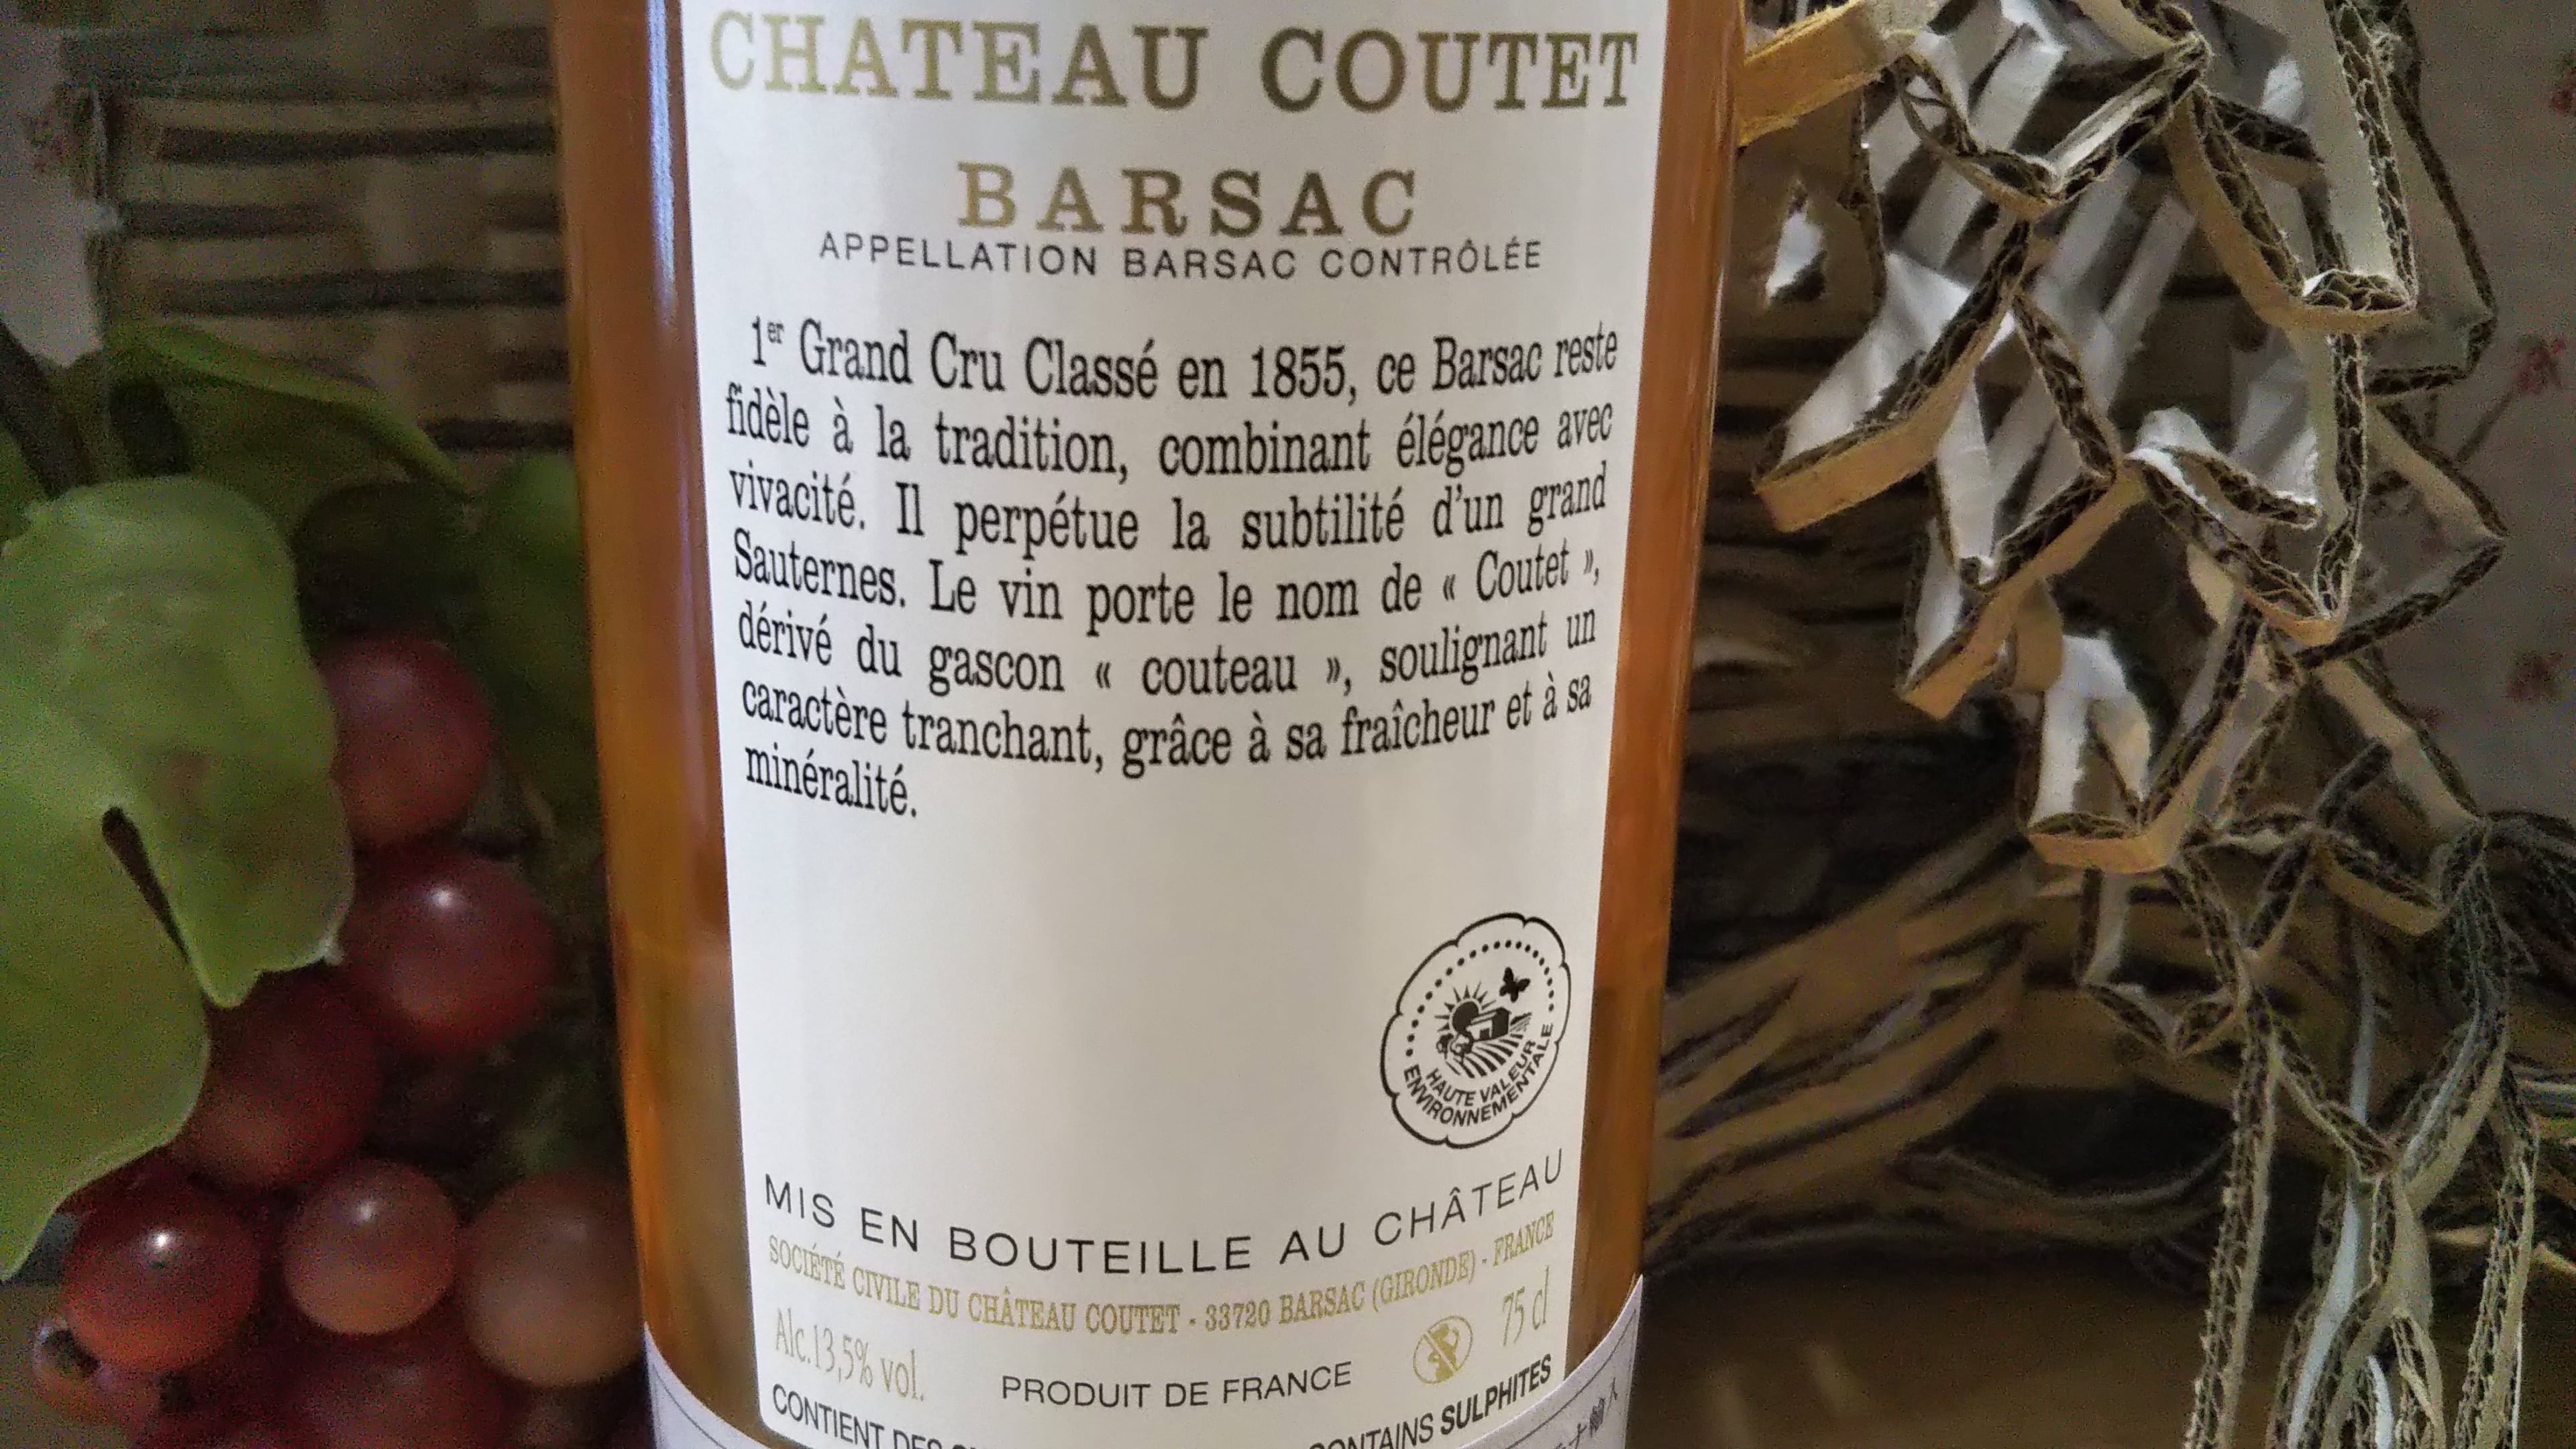 CHATEAU COUTET
BARSAC
APPELLATION BARSAC CONTRÔLÉE
1er Grand Cru Classé en 1855, ce Barsac reste
fidèle à la tradition, combinant élégance avec
vivacité. Il perpétue la subtilité d'un grand
Sauternes. Le vin porte le nom de « Coutet »,
dérivé du gascon « couteau », soulignant un
caractère tranchant, grâce à sa fraîcheur et à sa
minéralité.
HAUTE VALEUR
ENVIRONNEMENTALE
MIS EN BOUTEILLE AU CHÂTEAU
SOCIÉTÉ CIVILE DU CHÂTEAU COUTET - 33720 BARSAC (GIRONDE) - FRANCE
Alc.13,5% vol. PRODUIT DE FRANCE 75 cl
CONTIENT DES CONTAINS SULPHITES